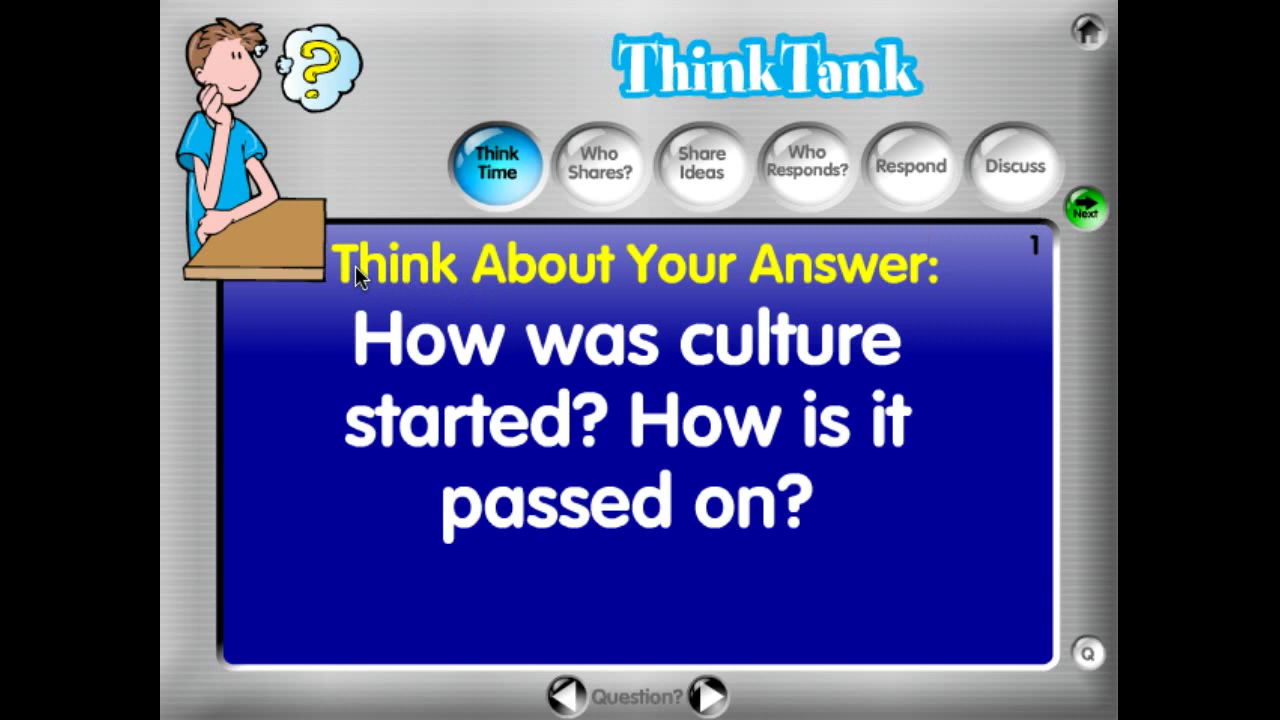 ?
ThinkTank
Think Time
Who Shares?
Share Ideas
Who Responds?
Respond
Discuss
Next
1
Think About Your Answer:
How was culture
started? How is it
passed on?
Q
Question?